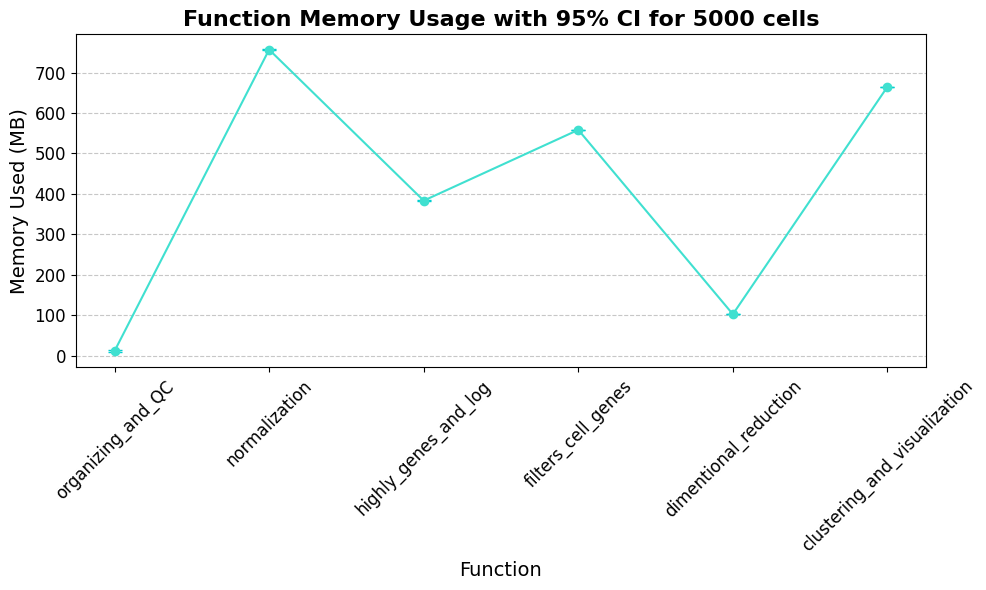 Function Memory Usage with 95% CI for 5000 cells
Memory Used (MB)
700
600
500
400
300
200
100
0
organizing_and_QC
normalization
highly_genes_and_log
filters_cell_genes
dimentional_reduction
clustering_and_visualization
Function